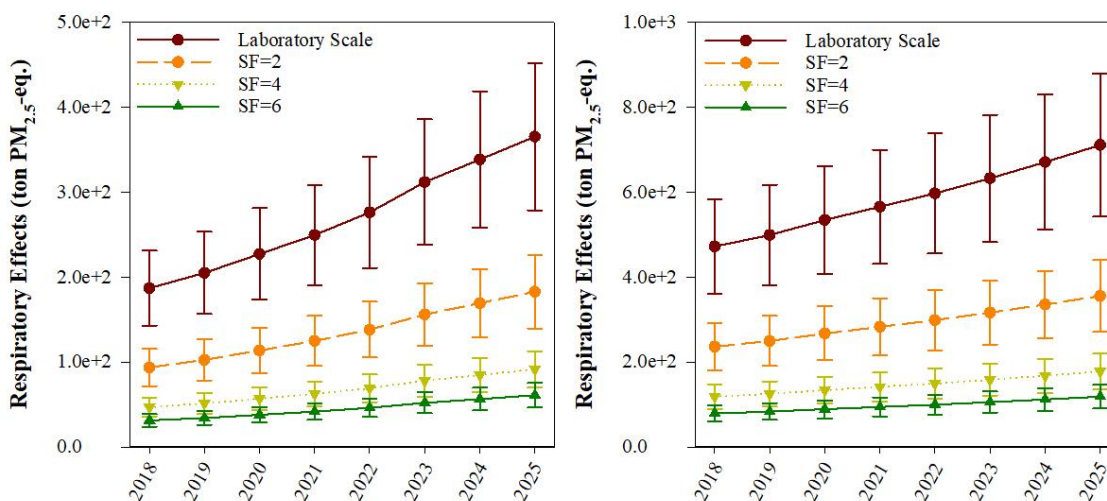 Respiratory Effects (ton PM2.5-eq.)
5.0e+2
4.0e+2
3.0e+2
2.0e+2
1.0e+2
0.0
Laboratory Scale
SF=2
SF=4
SF=6
2018 2019 2020 2021 2022 2023 2024 2025
Respiratory Effects (ton PM2.5-eq.)
1.0e+3
8.0e+2
6.0e+2
4.0e+2
2.0e+2
0.0
Laboratory Scale
SF=2
SF=4
SF=6
2018 2019 2020 2021 2022 2023 2024 2025